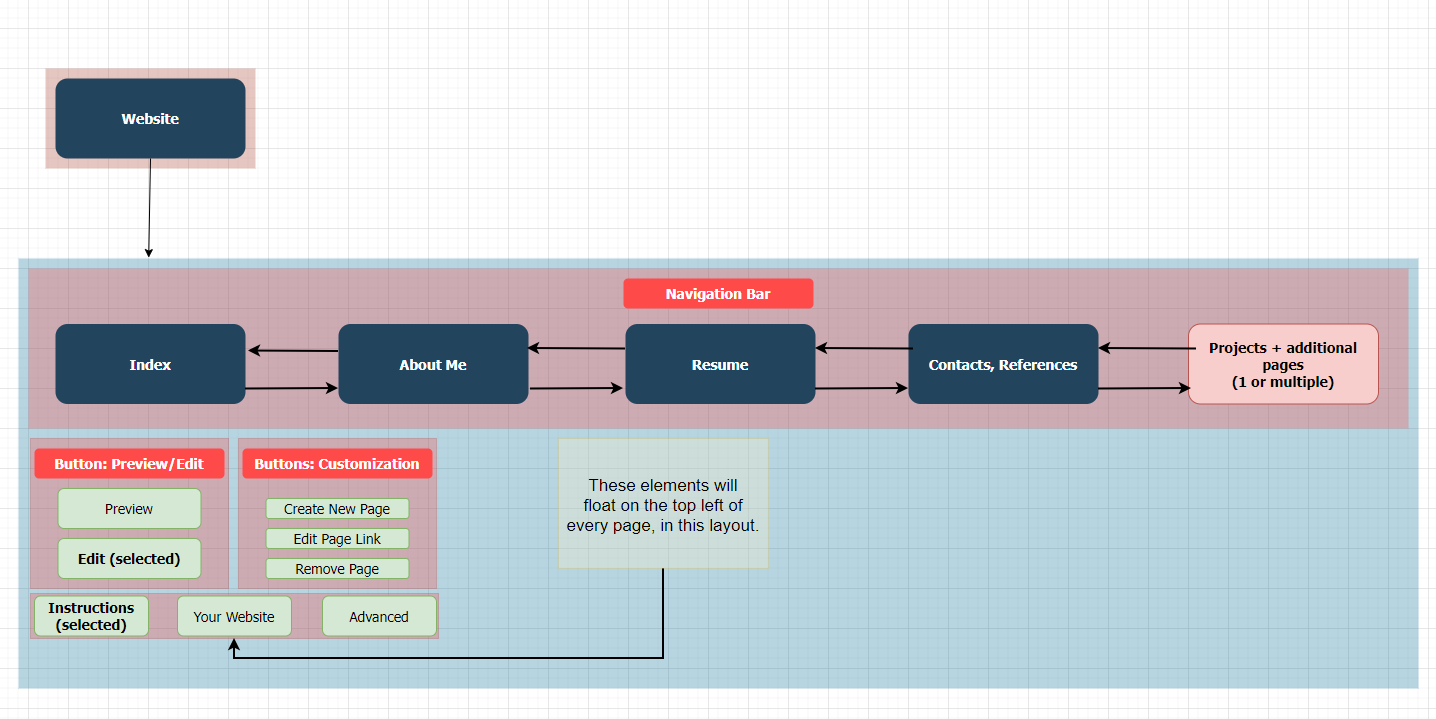 Website
Navigation Bar
Index
About Me
Resume
Contacts, References
Projects + additional
pages
(1 or multiple)
Button: Preview/Edit
Preview
Edit (selected)
Buttons: Customization
Create New Page
Edit Page Link
Remove Page
These elements will
float on the top left of
every page, in this layout.
Instructions
(selected)
Your Website
Advanced